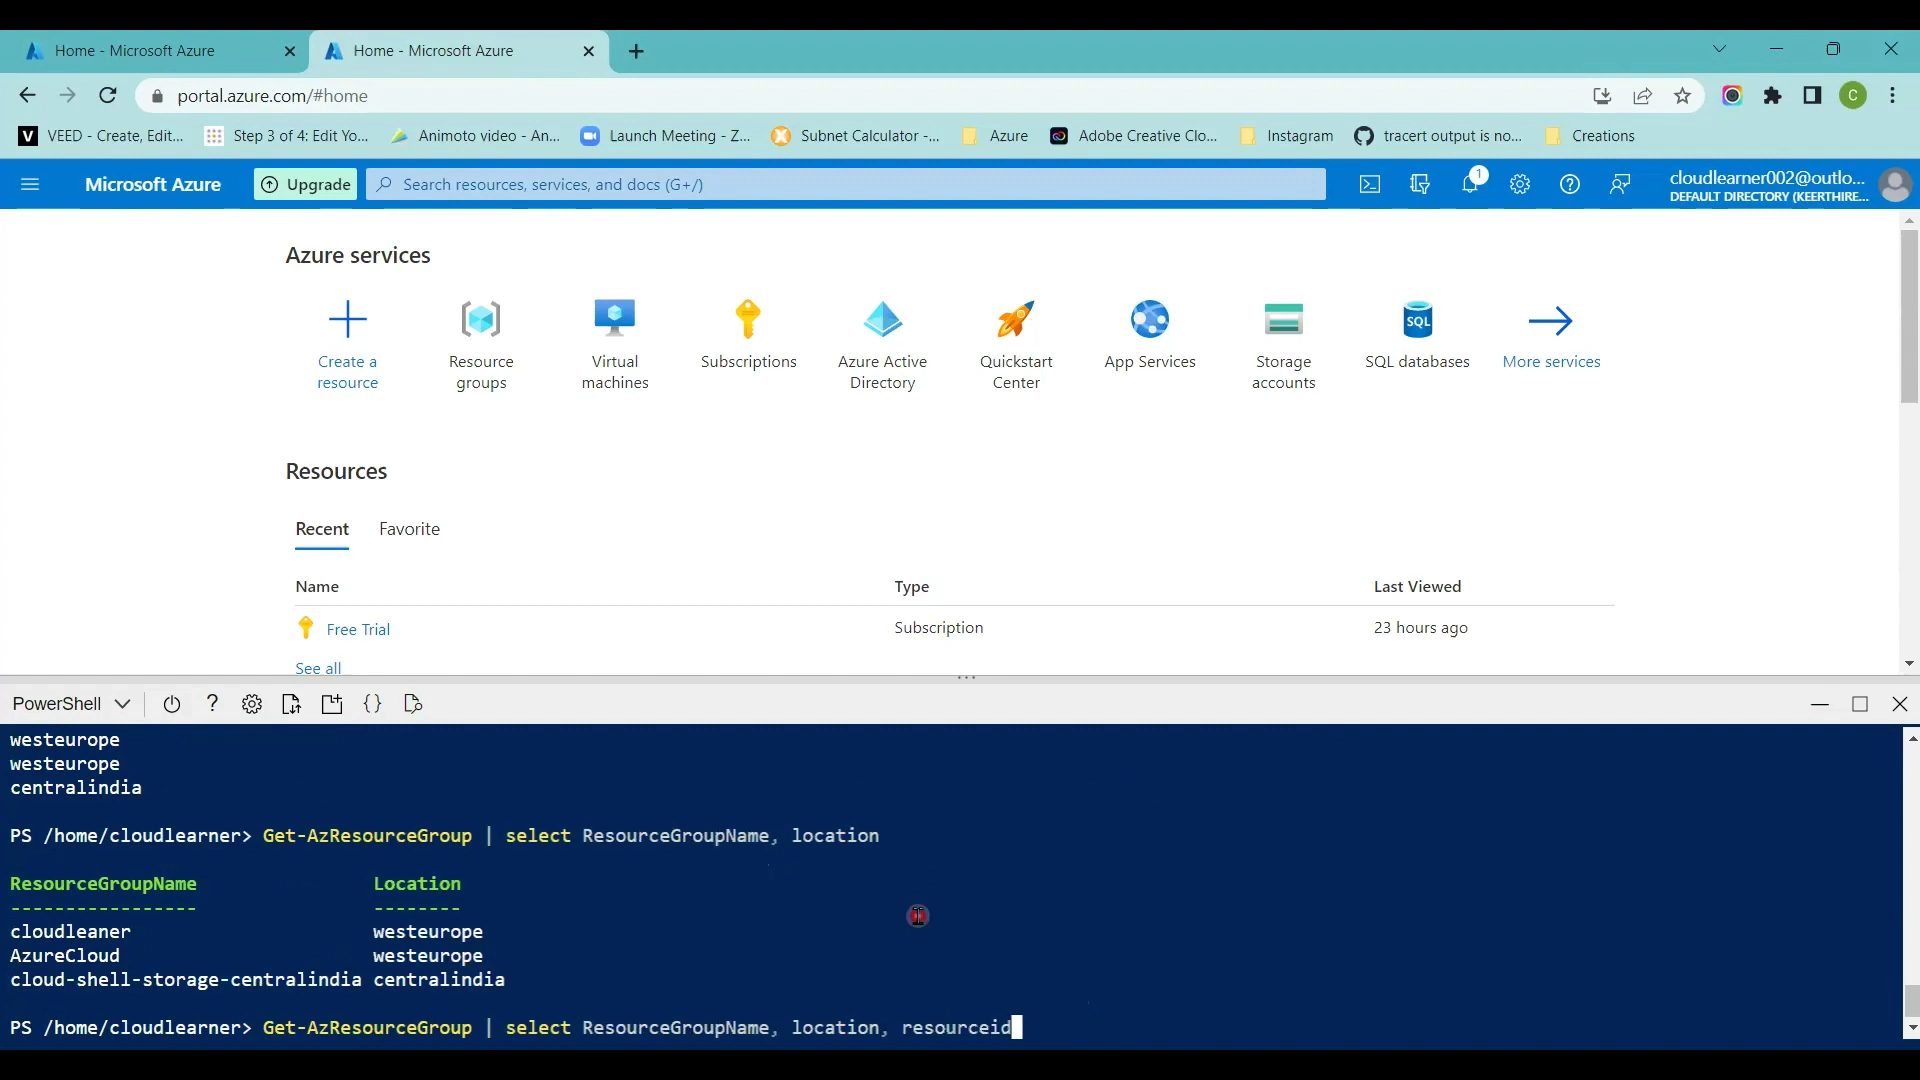 Home - Microsoft Azure
Home - Microsoft Azure
portal.azure.com/#home
VEED - Create, Edit...
Step 3 of 4: Edit Yo...
Animoto video - An...
Launch Meeting - Z...
Subnet Calculator -...
Azure
Adobe Creative Clo...
Instagram
tracert output is no...
Creations
C
Microsoft Azure
Upgrade
Search resources, services, and docs (G+/)
1
cloudlearner002@outlo...
DEFAULT DIRECTORY (KEERTHIRE...
Azure services
Create a resource
Resource groups
Virtual machines
Subscriptions
Azure Active Directory
Quickstart Center
App Services
Storage accounts
SQL
SQL databases
More services
Resources
Recent Favorite
Name Type Last Viewed
Free Trial Subscription 23 hours ago
See all
PowerShell
westeurope
westeurope
centralindia
PS /home/cloudlearner> Get-AzResourceGroup | select ResourceGroupName, location
ResourceGroupName Location
----------------- --------
cloudleaner westeurope
AzureCloud westeurope
cloud-shell-storage-centralindia centralindia
PS /home/cloudlearner> Get-AzResourceGroup | select ResourceGroupName, location, resourceid